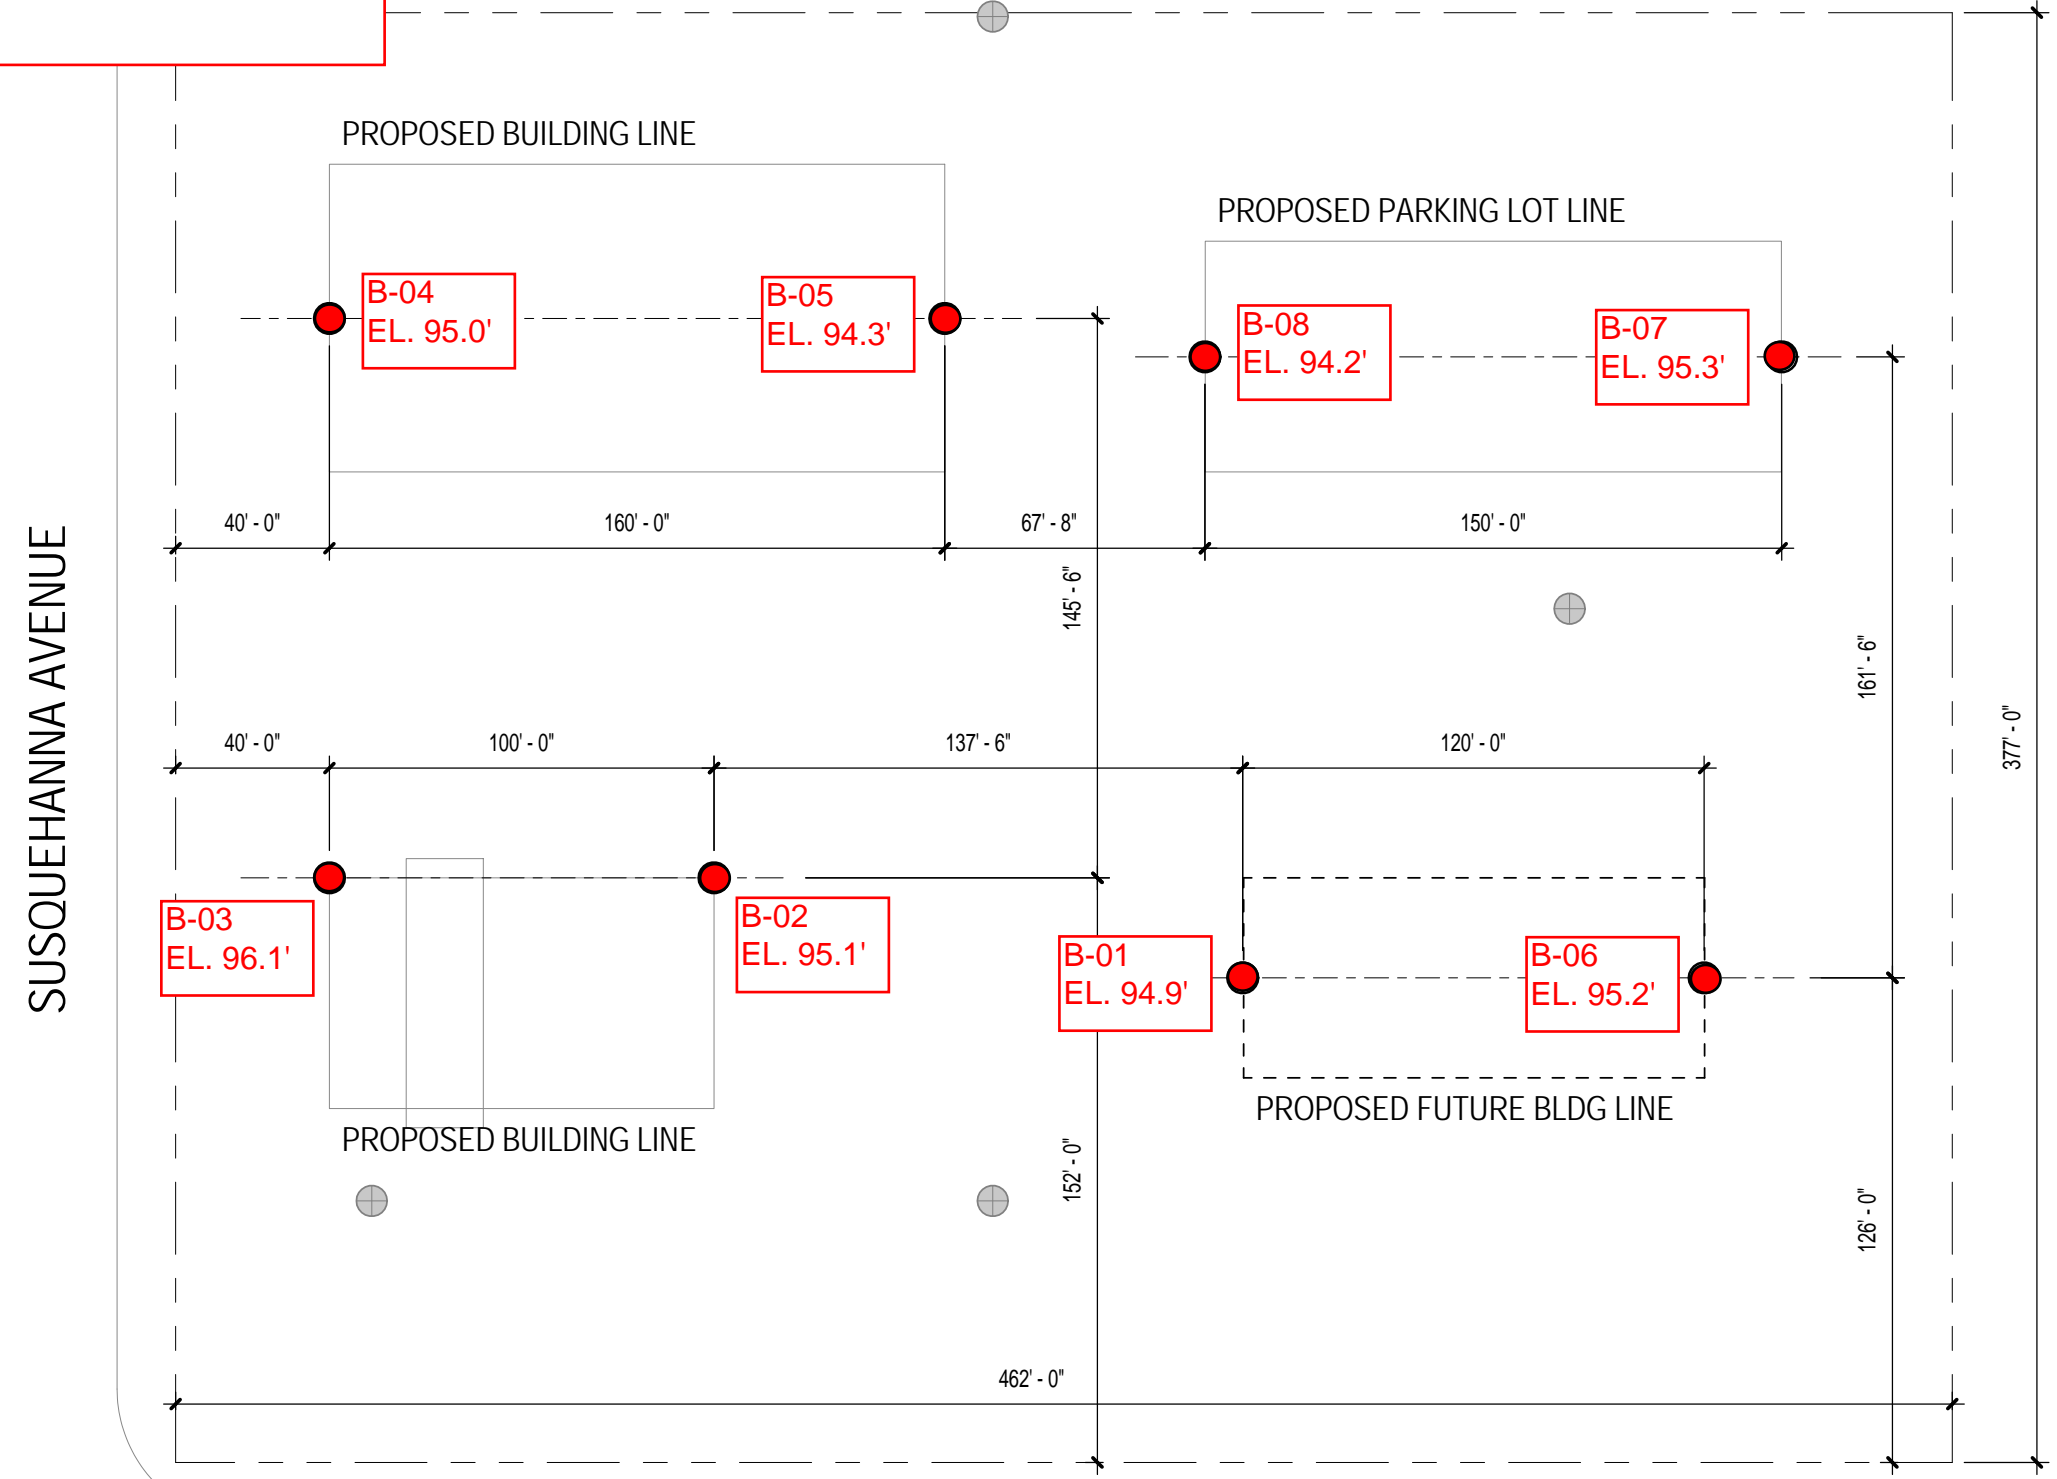 PROPOSED BUILDING LINE
PROPOSED PARKING LOT LINE
B-04
EL. 95.0'
B-05
EL. 94.3'
B-08
EL. 94.2'
B-07
EL. 95.3'
40' - 0"
160' - 0"
67' - 8"
150' - 0"
SUSQUEHANNA AVENUE
145' - 6"
161' - 6"
377' - 0"
40' - 0"
100' - 0"
137' - 6"
120' - 0"
B-03
EL. 96.1'
B-02
EL. 95.1'
B-01
EL. 94.9'
B-06
EL. 95.2'
PROPOSED FUTURE BLDG LINE
PROPOSED BUILDING LINE
152' - 0"
126' - 0"
462' - 0"